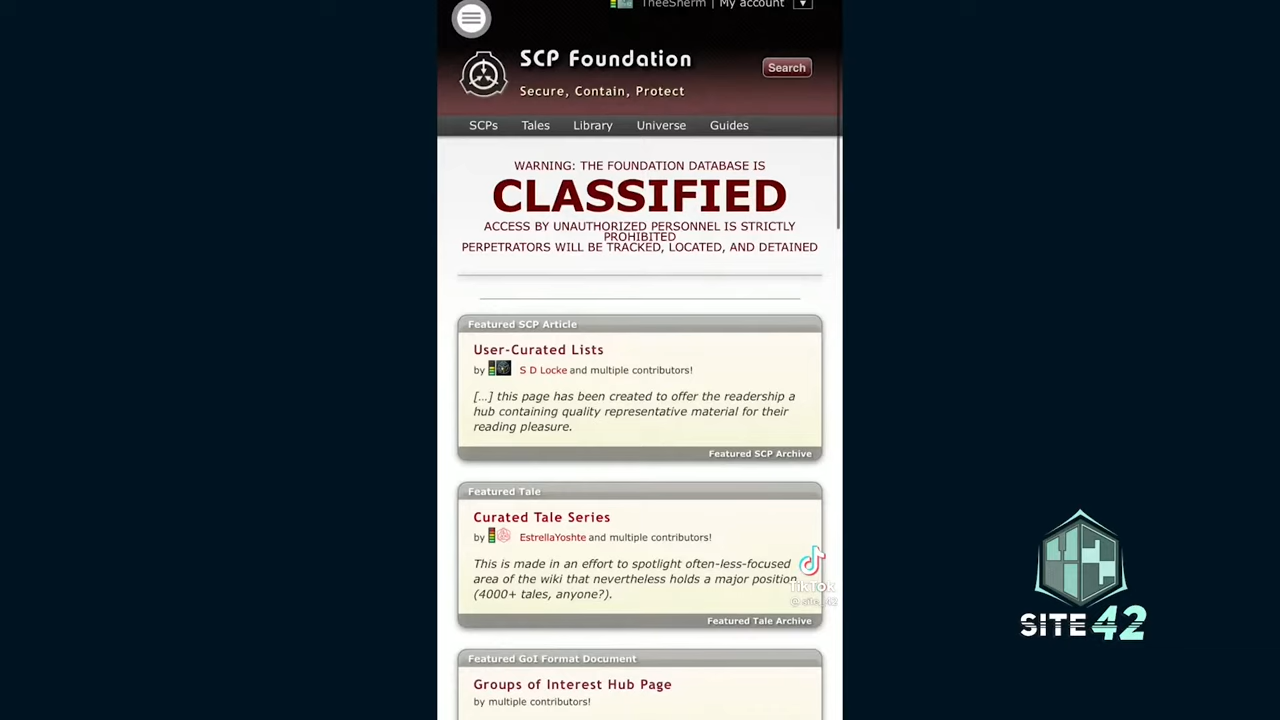 TheeSherm | My account ▼
SCP Foundation
Secure, Contain, Protect
Search
SCPs Tales Library Universe Guides
WARNING: THE FOUNDATION DATABASE IS
CLASSIFIED
ACCESS BY UNAUTHORIZED PERSONNEL IS STRICTLY
PROHIBITED
PERPETRATORS WILL BE TRACKED, LOCATED, AND DETAINED
Featured SCP Article
User-Curated Lists
by S D Locke and multiple contributors!
[...] this page has been created to offer the readership a
hub containing quality representative material for their
reading pleasure.
Featured SCP Archive
Featured Tale
Curated Tale Series
by EstrellaYoshte and multiple contributors!
This is made in an effort to spotlight often-less-focused
area of the wiki that nevertheless holds a major position
(4000+ tales, anyone?).
TikTok
@site_42
Featured Tale Archive
Featured GoI Format Document
Groups of Interest Hub Page
by multiple contributors!
SITE 42